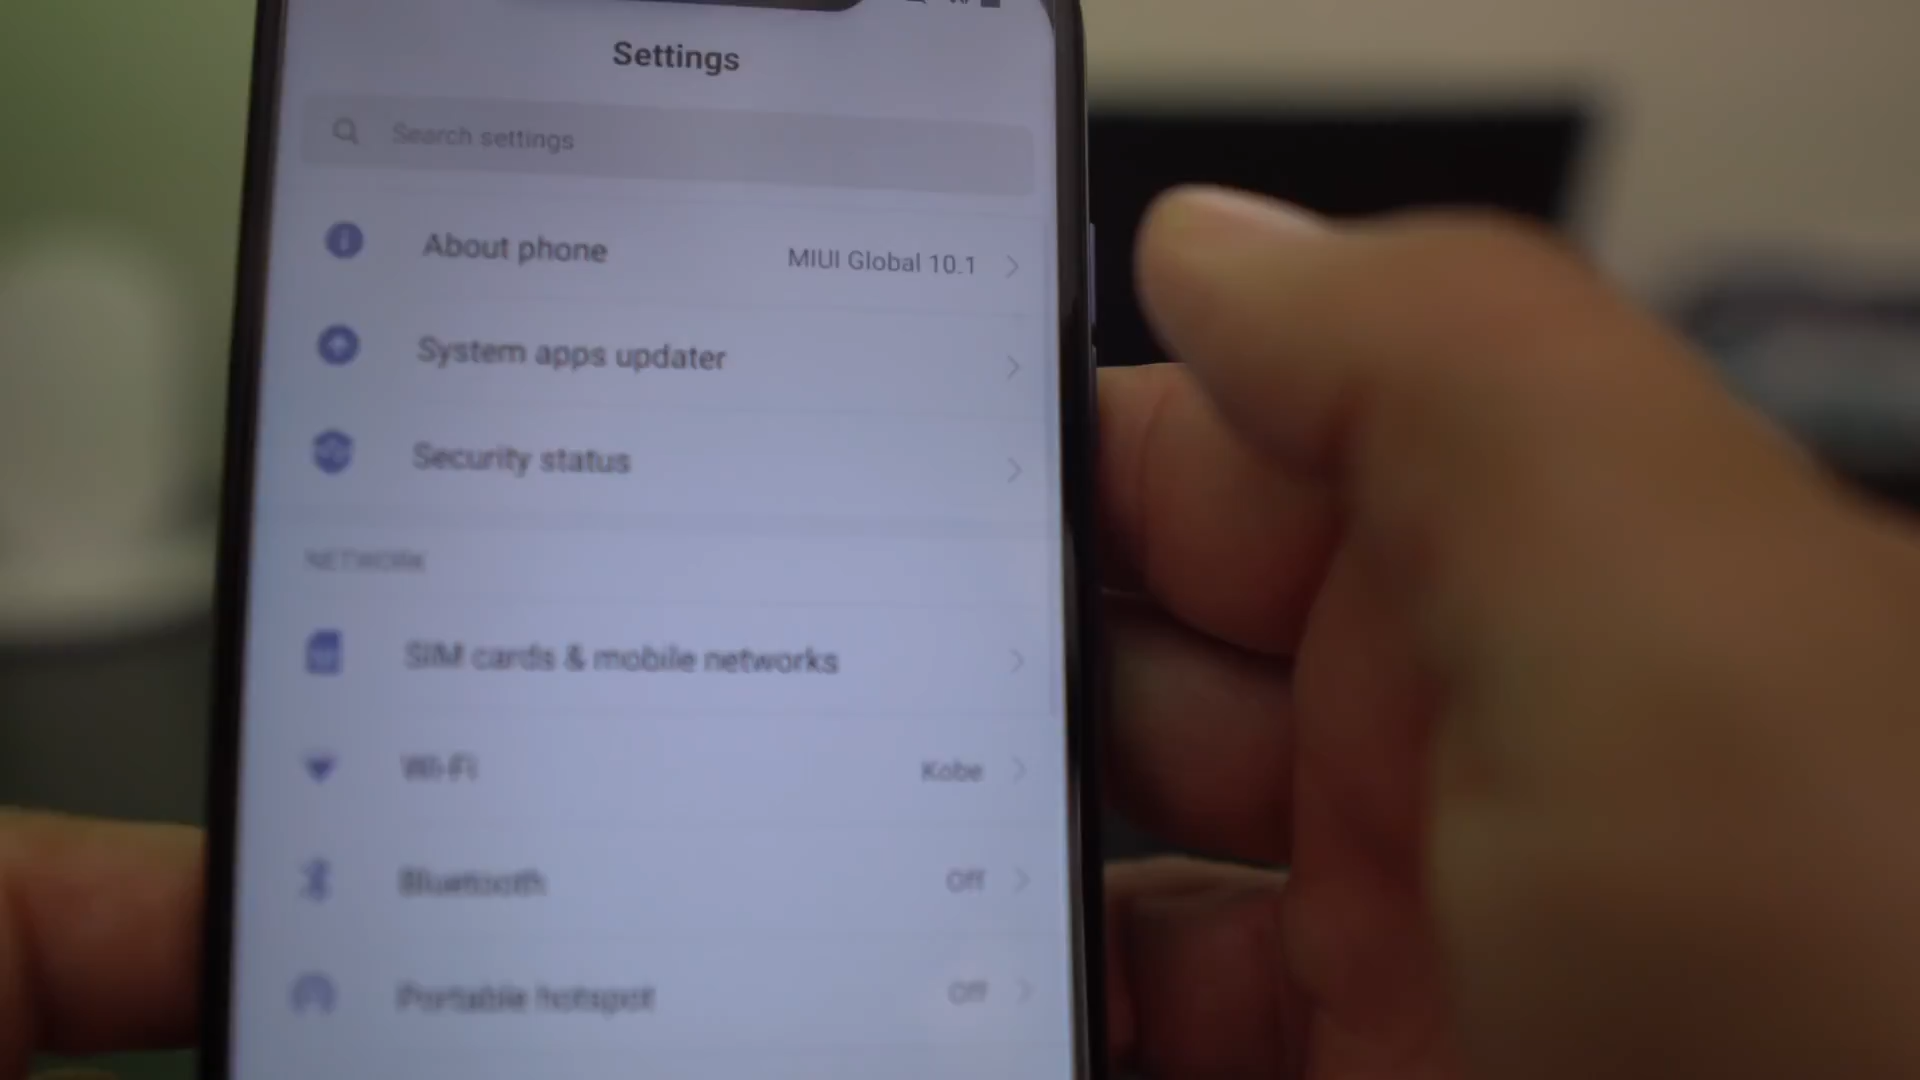 Settings
Search settings
About phone MIUI Global 10.1
System apps updater
Security status
NETWORK
SIM cards & mobile networks
Wi-Fi Kobe
Bluetooth Off
Portable hotspot Off